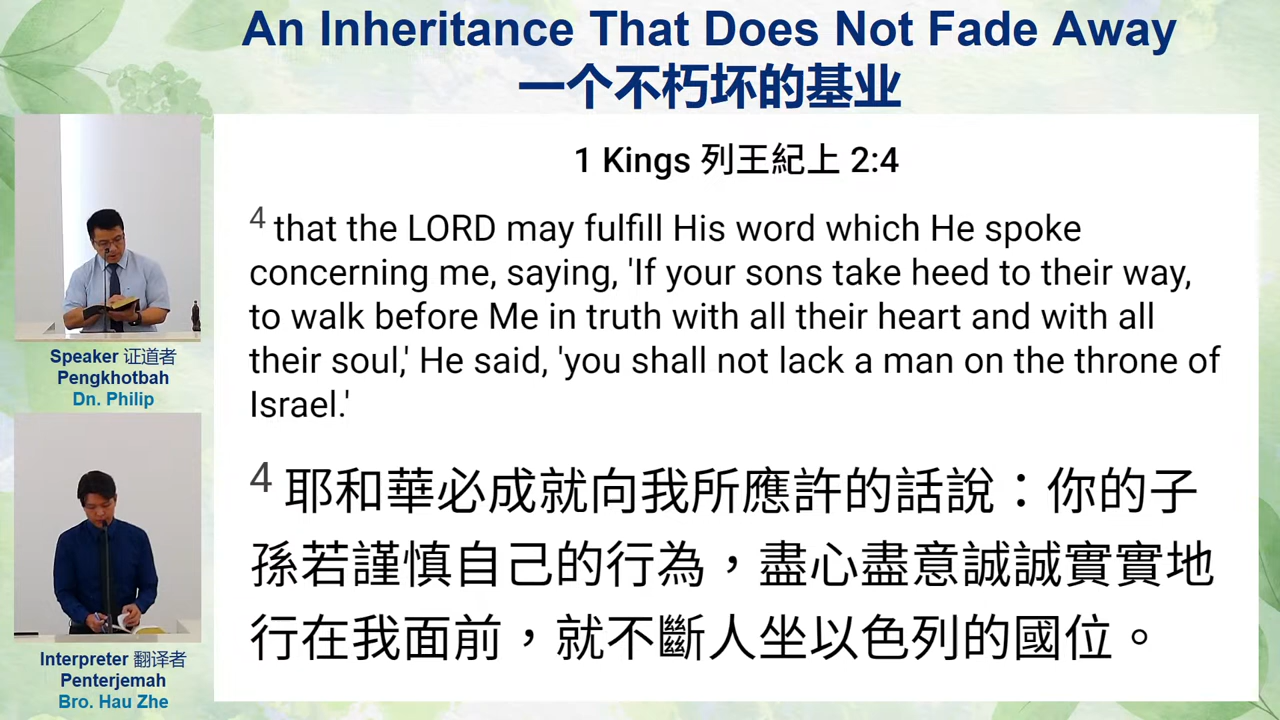 An Inheritance That Does Not Fade Away
一个不朽坏的基业
1 Kings 列王紀上 2:4
4 that the LORD may fulfill His word which He spoke
concerning me, saying, 'If your sons take heed to their way,
to walk before Me in truth with all their heart and with all
their soul,' He said, 'you shall not lack a man on the throne of
Israel.'
4 耶和華必成就向我所應許的話說：你的子
孫若謹慎自己的行為，盡心盡意誠誠實實地
行在我面前，就不斷人坐以色列的國位。
Speaker 证道者
Pengkhotbah
Dn. Philip
Interpreter 翻译者
Penterjemah
Bro. Hau Zhe